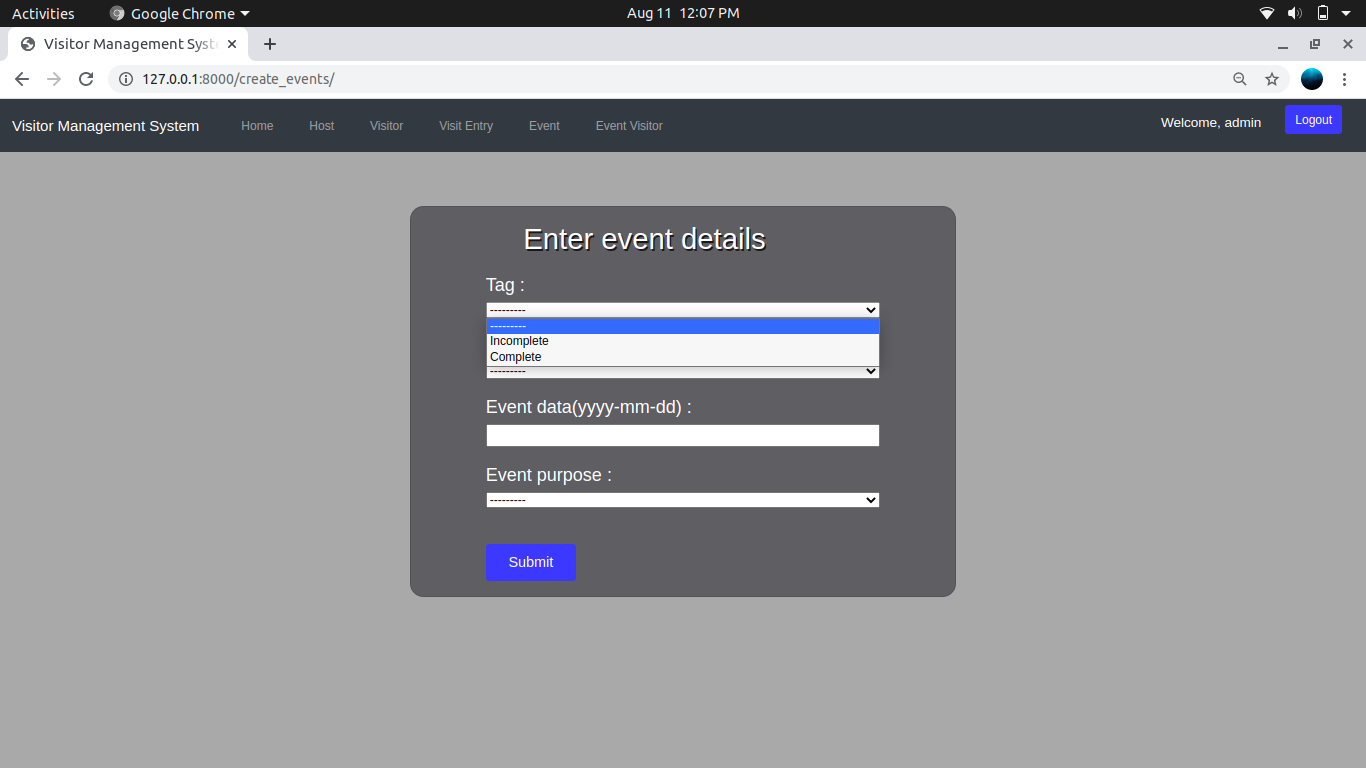 Activities Google Chrome Aug 11 12:07 PM
Visitor Management Syst
127.0.0.1:8000/create_events/
Visitor Management System Home Host Visitor Visit Entry Event Event Visitor Welcome, admin Logout
Enter event details
Tag :
---------
---------
Incomplete
Complete
---------
Event data(yyyy-mm-dd) :
Event purpose :
---------
Submit